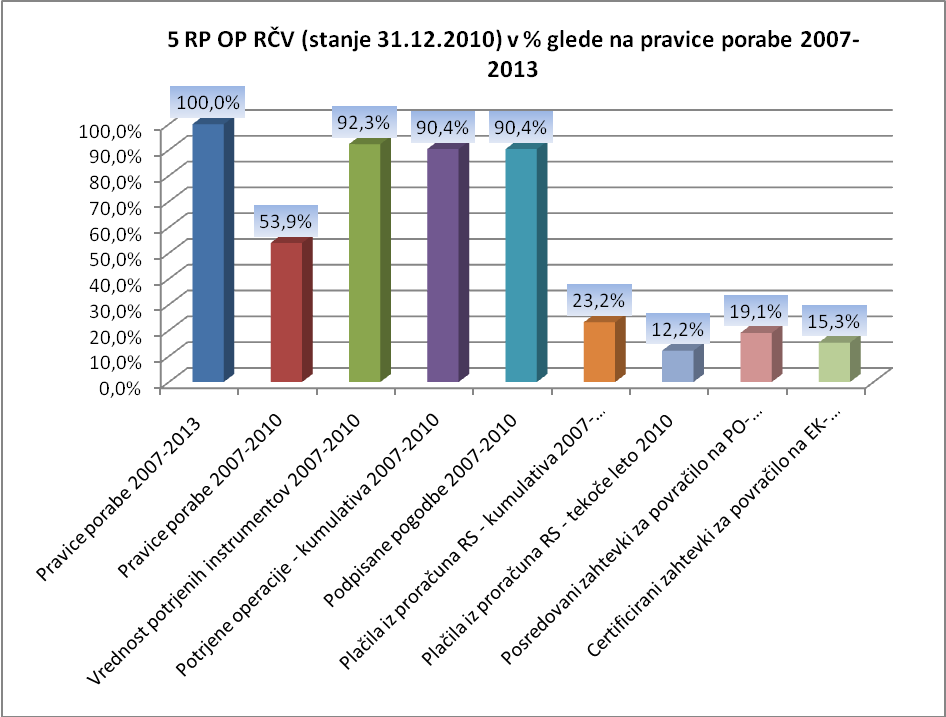 5 RP OP RČV (stanje 31.12.2010) v % glede na pravice porabe 2007-
2013
100,0%
90,0%
80,0%
70,0%
60,0%
50,0%
40,0%
30,0%
20,0%
10,0%
0,0%
100,0%
53,9%
92,3%
90,4%
90,4%
23,2%
12,2%
19,1%
15,3%
Pravice porabe 2007-2013
Pravice porabe 2007-2010
Vrednost potrjenih instrumentov 2007-2010
Potrjene operacije - kumulativa 2007-2010
Podpisane pogodbe 2007-2010
Plačila iz proračuna RS - kumulativa 2007-...
Plačila iz proračuna RS - tekoče leto 2010
Posredovani zahtevki za povračilo na PO-...
Certificirani zahtevki za povračilo na EK-...